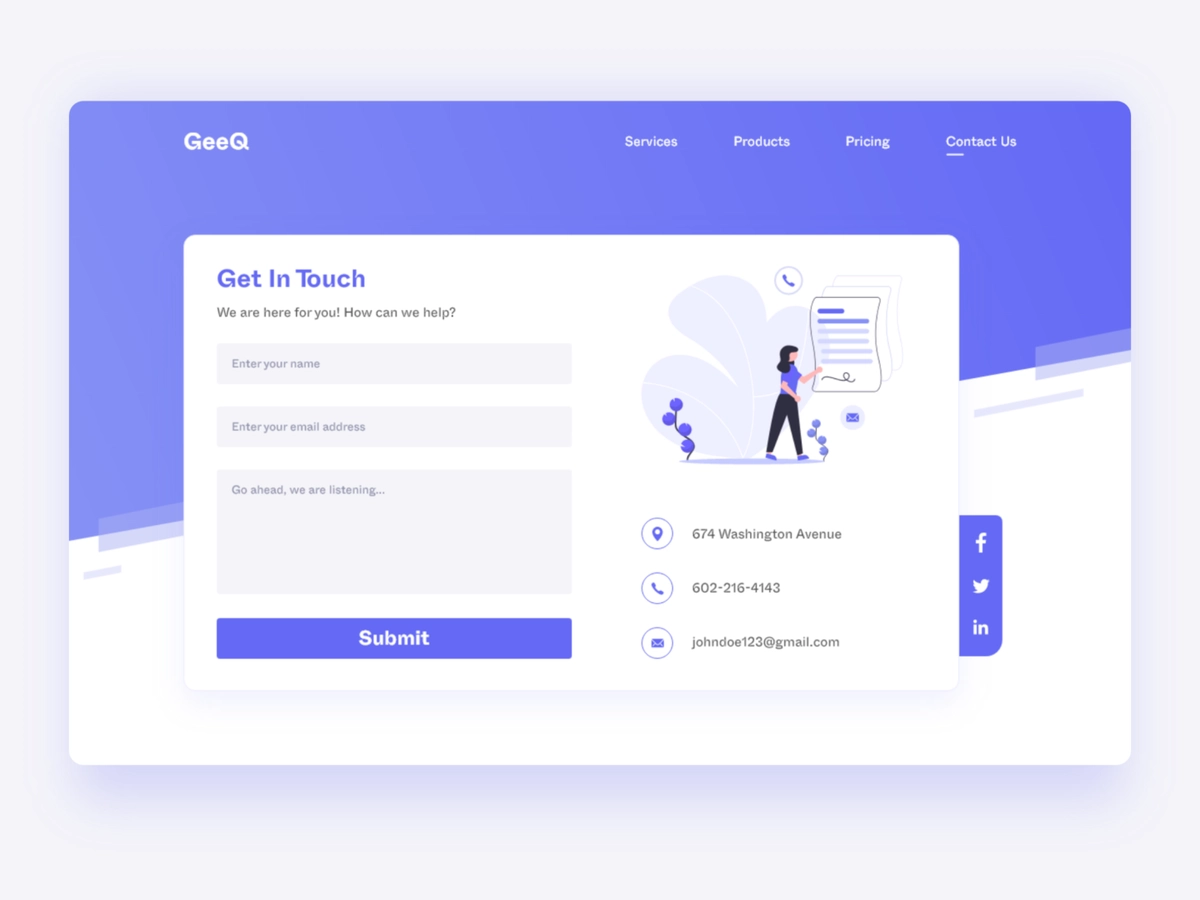 GeeQ
Services
Products
Pricing
Contact Us
Get In Touch
We are here for you! How can we help?
Enter your name
Enter your email address
Go ahead, we are listening...
Submit
674 Washington Avenue
602-216-4143
johndoe123@gmail.com
f
in